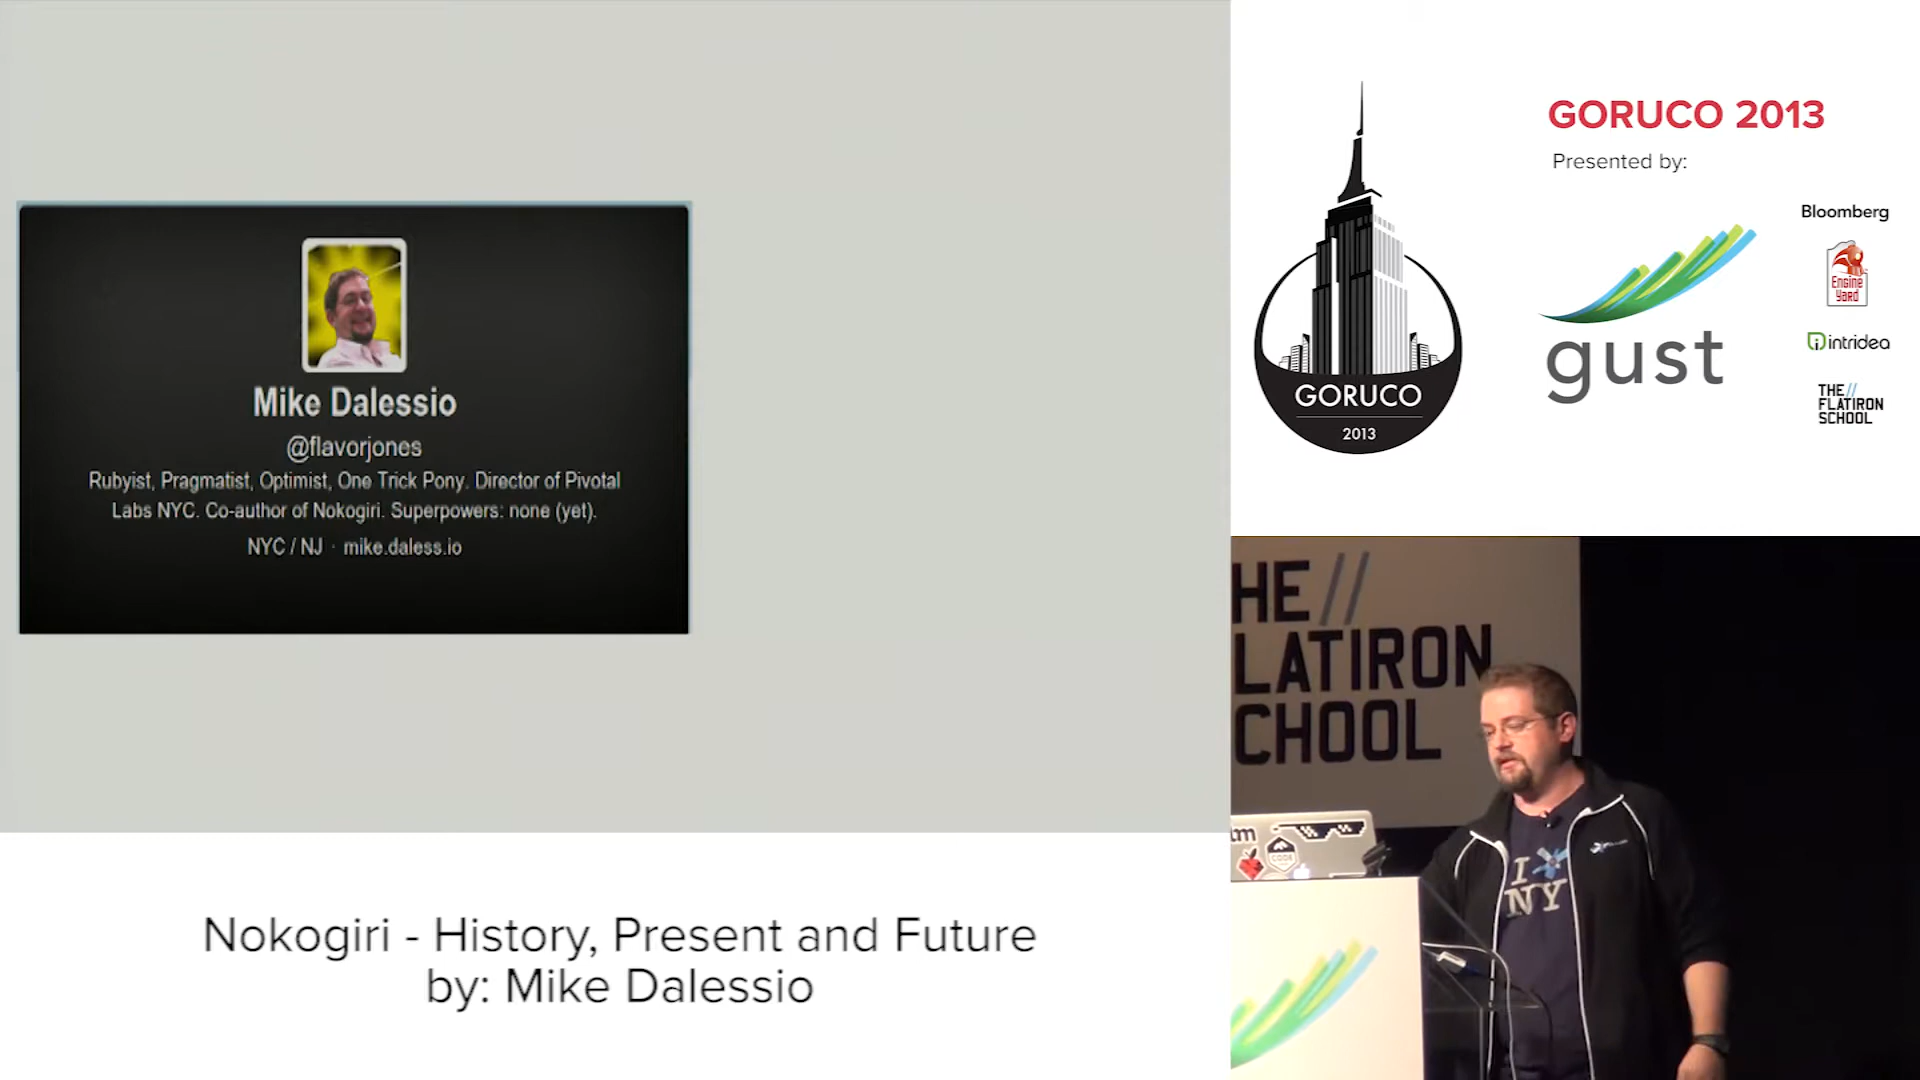 Mike Dalessio
@flavorjones
Rubyist, Pragmatist, Optimist, One Trick Pony. Director of Pivotal
Labs NYC. Co-author of Nokogiri. Superpowers: none (yet).
NYC / NJ · mike.daless.io
Nokogiri - History, Present and Future
by: Mike Dalessio
GORUCO 2013
Presented by:
Bloomberg
Engine
Yard
intridea
THE//
FLATIRON
SCHOOL
gust
GORUCO
2013
HE//
LATIRON
CHOOL
CODE
I
NY